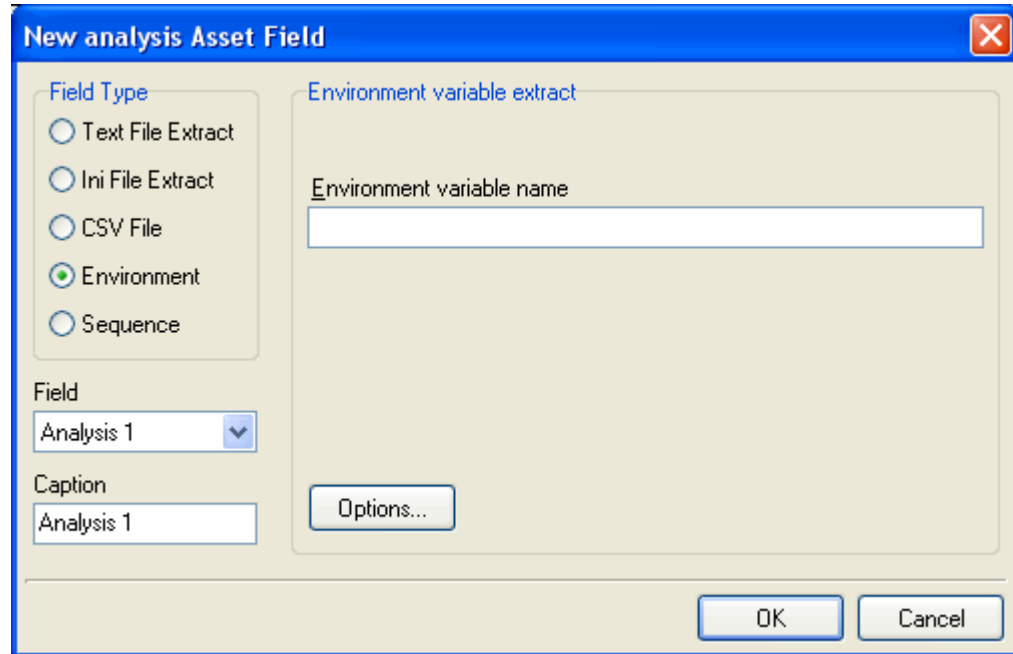 New analysis Asset Field
Field Type
Text File Extract
Ini File Extract
CSV File
Environment
Sequence
Field
Analysis 1
Caption
Analysis 1
Environment variable extract
Environment variable name
Options...
OK
Cancel